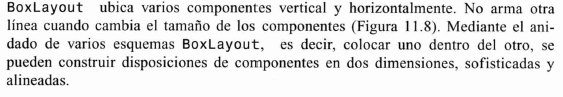 BoxLayout ubica varios componentes vertical y horizontalmente. No arma otra
línea cuando cambia el tamaño de los componentes (Figura 11.8). Mediante el ani-
dado de varios esquemas BoxLayout, es decir, colocar uno dentro del otro, se
pueden construir disposiciones de componentes en dos dimensiones, sofisticadas y
alineadas.